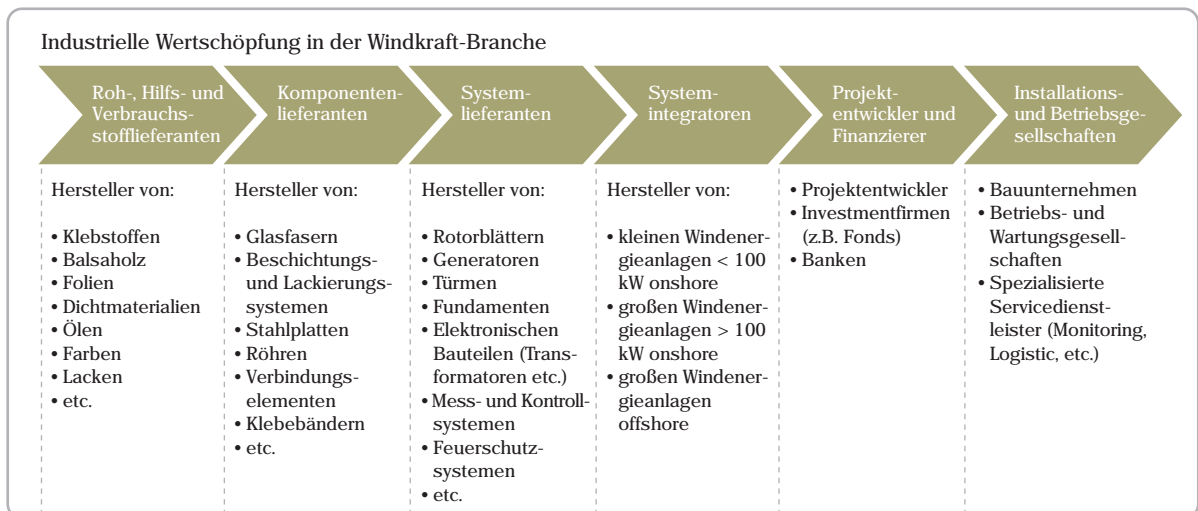 Industrielle Wertschöpfung in der Windkraft-Branche
Roh-, Hilfs- und
Verbrauchs-
stofflieferanten
Komponenten-
lieferanten
System-
lieferanten
System-
integratoren
Projekt-
entwickler und
Finanzierer
Installations-
und Betriebsge-
sellschaften
Hersteller von:
• Klebstoffen
• Balsaholz
• Folien
• Dichtmaterialien
• Ölen
• Farben
• Lacken
• etc.
Hersteller von:
• Glasfasern
• Beschichtungs-
und Lackierungs-
systemen
• Stahlplatten
• Röhren
• Verbindungs-
elementen
• Klebebändern
• etc.
Hersteller von:
• Rotorblättern
• Generatoren
• Türmen
• Fundamenten
• Elektronischen
Bauteilen (Trans-
formatoren etc.)
• Mess- und Kontroll-
systemen
• Feuerschutz-
systemen
• etc.
Hersteller von:
• kleinen Windener-
gieanlagen < 100
kW onshore
• großen Windener-
gieanlagen > 100
kW onshore
• großen Windener-
gieanlagen
offshore
• Projektentwickler
• Investmentfirmen
(z.B. Fonds)
• Banken
• Bauunternehmen
• Betriebs- und
Wartungsgesell-
schaften
• Spezialisierte
Servicedienst-
leister (Monitoring,
Logistic, etc.)